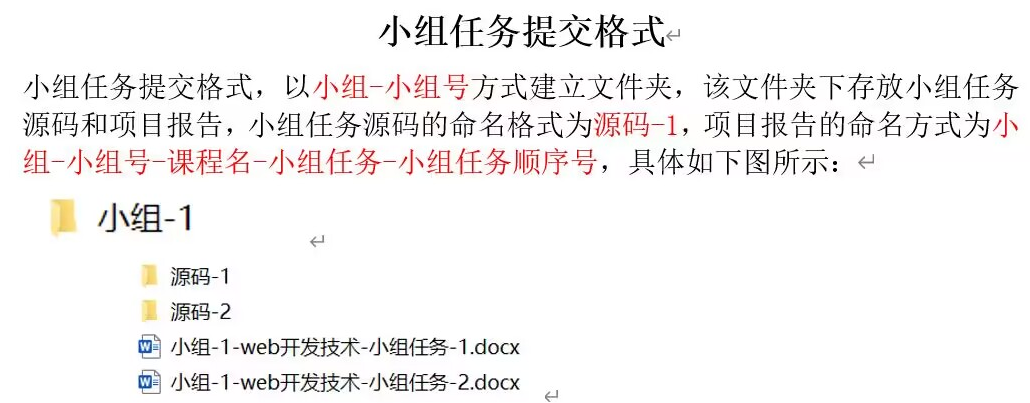 小组任务提交格式
小组任务提交格式，以小组-小组号方式建立文件夹，该文件夹下存放小组任务
源码和项目报告，小组任务源码的命名格式为源码-1，项目报告的命名方式为小
组-小组号-课程名-小组任务-小组任务顺序号，具体如下图所示：
小组-1
源码-1
源码-2
小组-1-web开发技术-小组任务-1.docx
小组-1-web开发技术-小组任务-2.docx